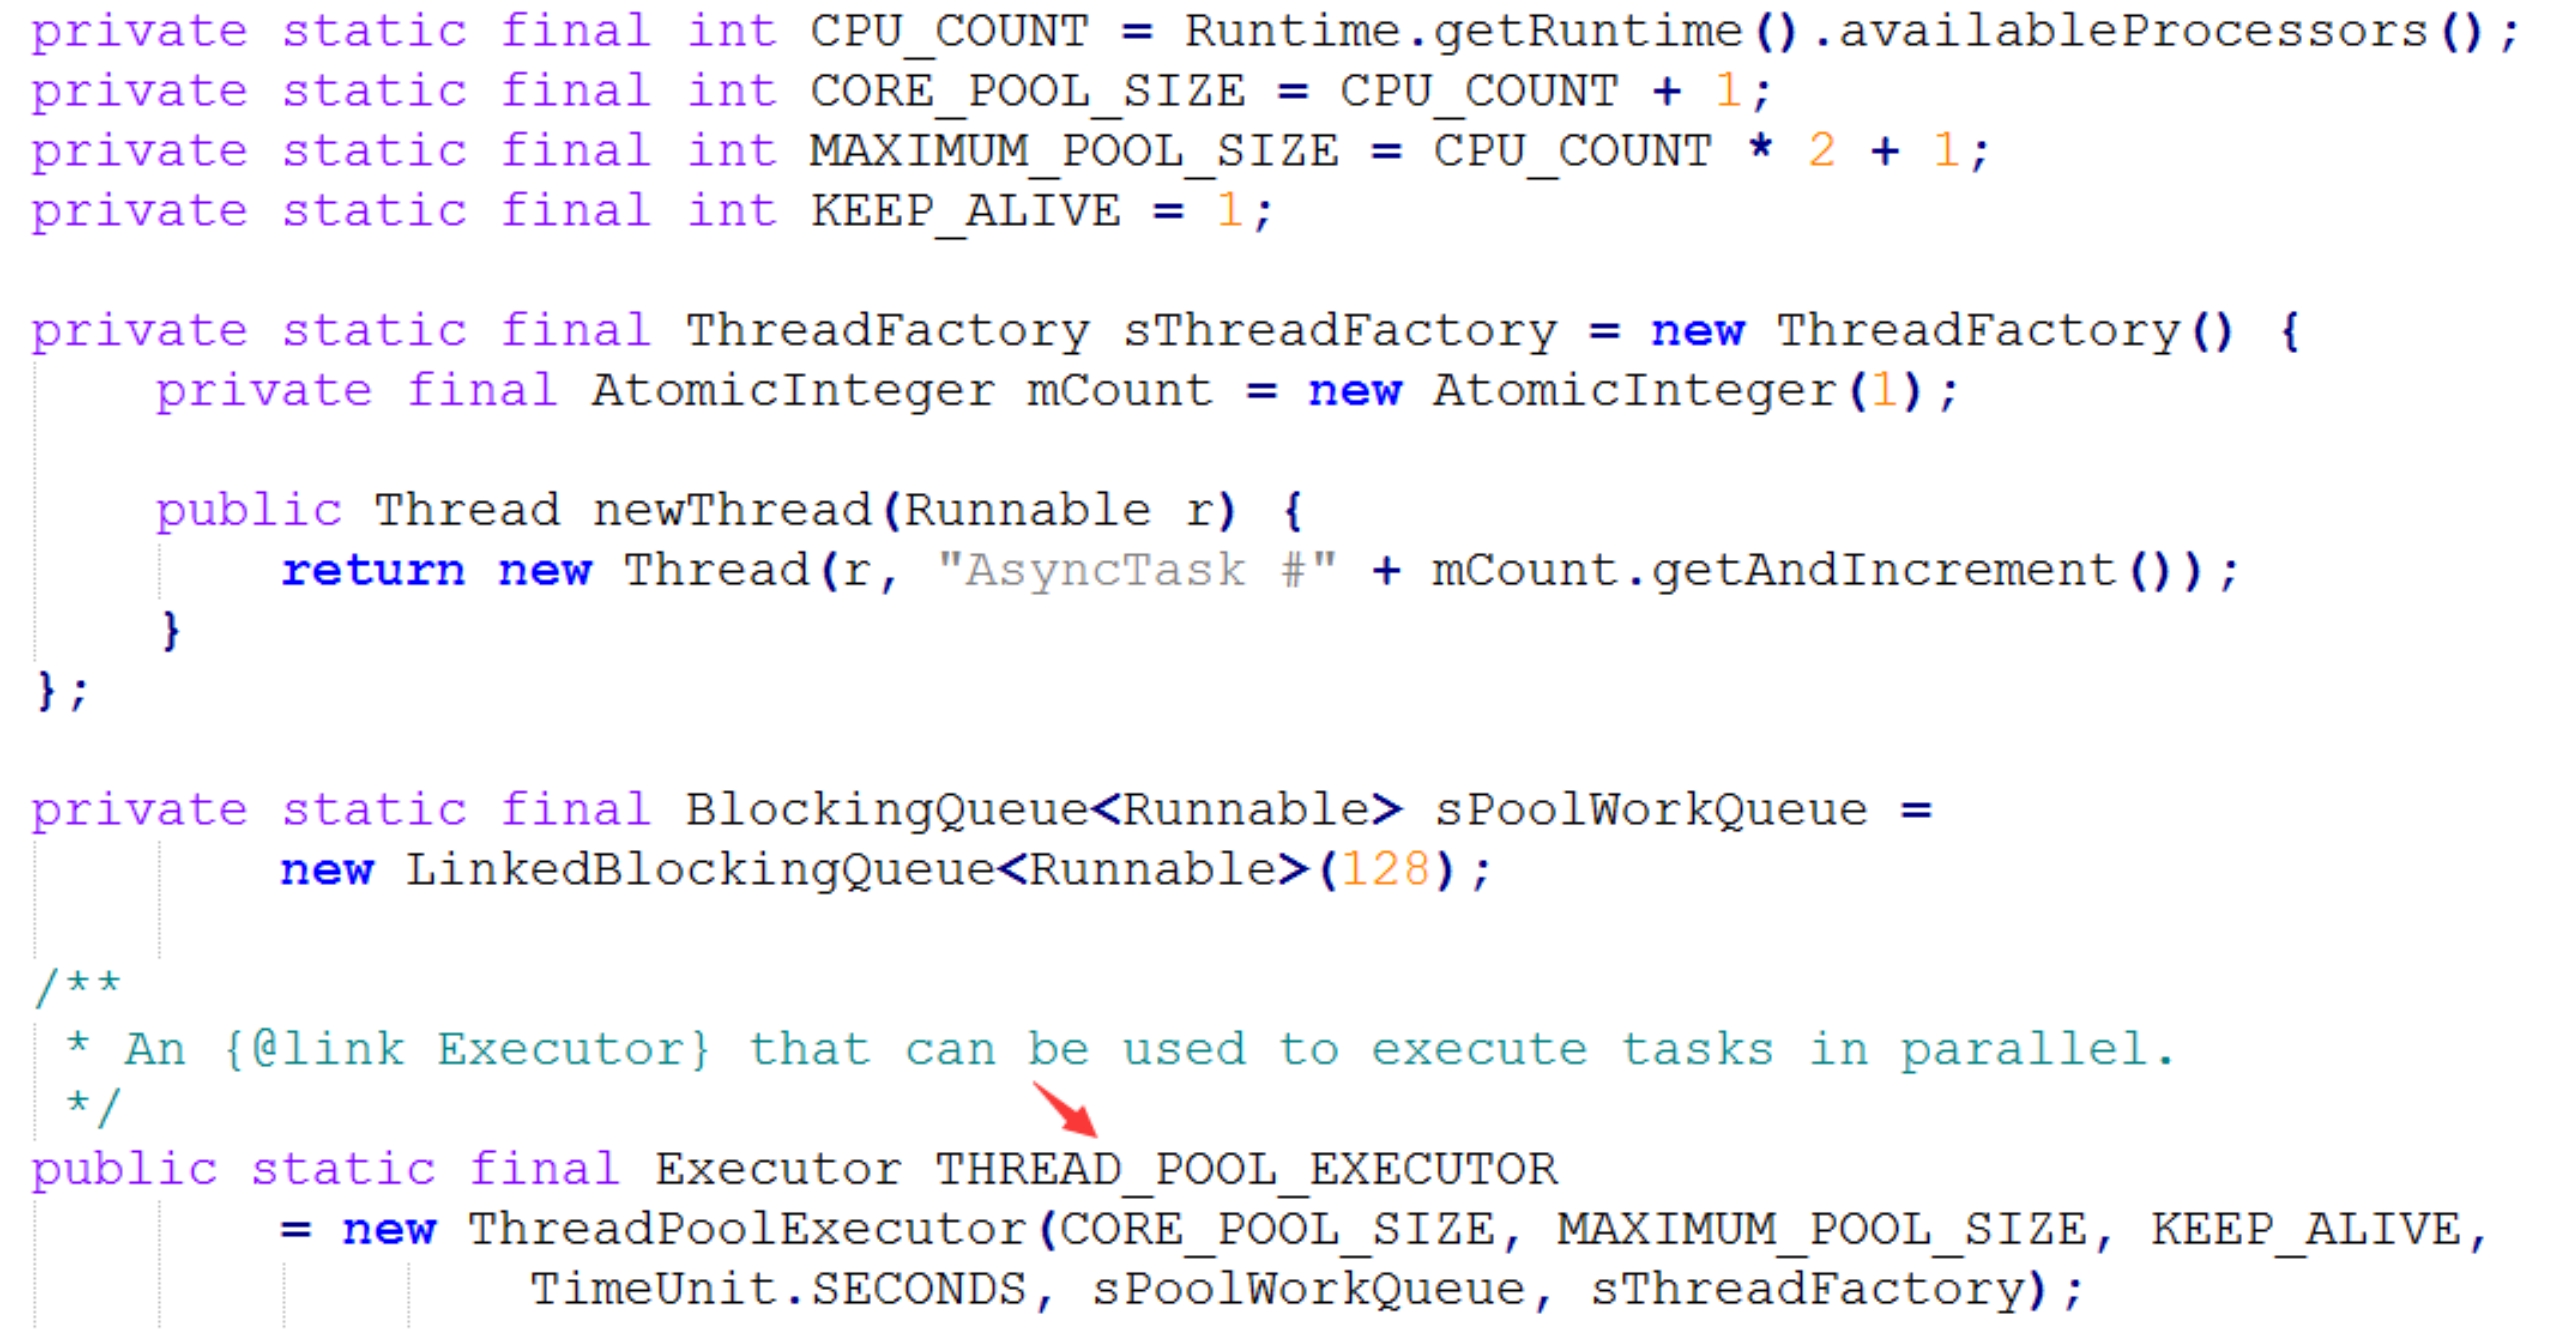 private static final int CPU_COUNT = Runtime.getRuntime().availableProcessors();
private static final int CORE_POOL_SIZE = CPU_COUNT + 1;
private static final int MAXIMUM_POOL_SIZE = CPU_COUNT * 2 + 1;
private static final int KEEP_ALIVE = 1;
private static final ThreadFactory sThreadFactory = new ThreadFactory() {
    private final AtomicInteger mCount = new AtomicInteger(1);
    public Thread newThread(Runnable r) {
        return new Thread(r, "AsyncTask #" + mCount.getAndIncrement());
    }
};
private static final BlockingQueue<Runnable> sPoolWorkQueue =
        new LinkedBlockingQueue<Runnable>(128);
/**
 * An {@link Executor} that can be used to execute tasks in parallel.
 */
public static final Executor THREAD_POOL_EXECUTOR
        = new ThreadPoolExecutor(CORE_POOL_SIZE, MAXIMUM_POOL_SIZE, KEEP_ALIVE,
                TimeUnit.SECONDS, sPoolWorkQueue, sThreadFactory);